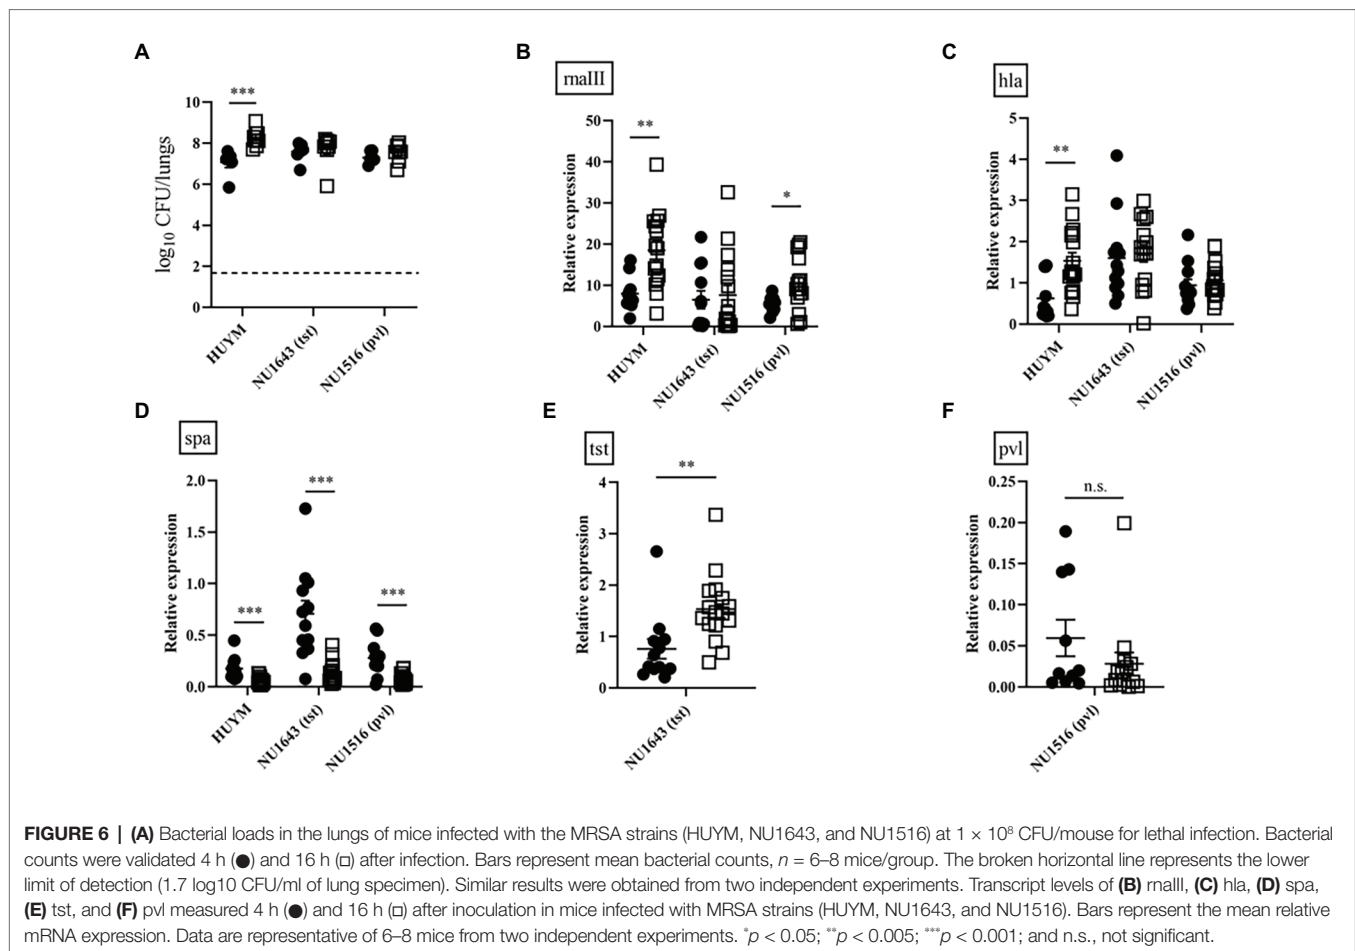 A
***
log10 CFU/lungs
10
8
6
4
2
0
HUYM
NU1643 (tst)
NU1516 (pvl)
B
rnaIII
Relative expression
50
40
30
20
10
0
**
*
HUYM
NU1643 (tst)
NU1516 (pvl)
C
hla
Relative expression
5
4
3
2
1
0
**
HUYM
NU1643 (tst)
NU1516 (pvl)
D
spa
Relative expression
2.0
1.5
1.0
0.5
0.0
***
***
***
HUYM
NU1643 (tst)
NU1516 (pvl)
E
tst
Relative expression
4
3
2
1
0
**
NU1643 (tst)
F
pvl
Relative expression
0.25
0.20
0.15
0.10
0.05
0.00
n.s.
NU1516 (pvl)
FIGURE 6 | (A) Bacterial loads in the lungs of mice infected with the MRSA strains (HUYM, NU1643, and NU1516) at 1 × 10⁸ CFU/mouse for lethal infection. Bacterial
counts were validated 4 h (●) and 16 h (□) after infection. Bars represent mean bacterial counts, n = 6–8 mice/group. The broken horizontal line represents the lower
limit of detection (1.7 log10 CFU/ml of lung specimen). Similar results were obtained from two independent experiments. Transcript levels of (B) rnaIII, (C) hla, (D) spa,
(E) tst, and (F) pvl measured 4 h (●) and 16 h (□) after inoculation in mice infected with MRSA strains (HUYM, NU1643, and NU1516). Bars represent the mean relative
mRNA expression. Data are representative of 6–8 mice from two independent experiments. *p < 0.05; **p < 0.005; ***p < 0.001; and n.s., not significant.